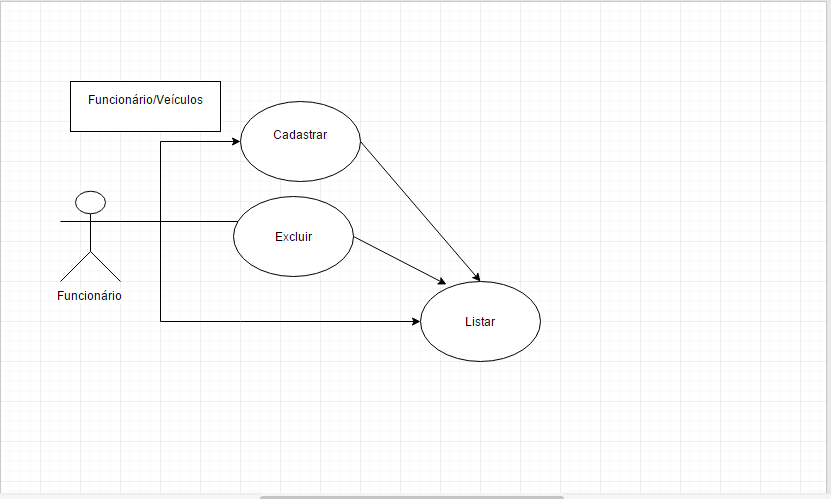 Funcionário/Veículos
Cadastrar
Excluir
Funcionário
Listar